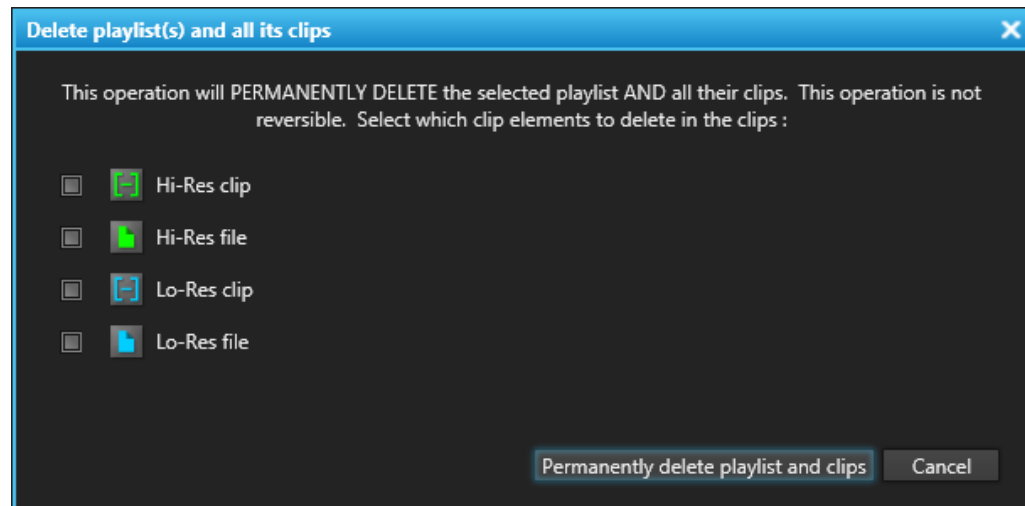 Delete playlist(s) and all its clips
This operation will PERMANENTLY DELETE the selected playlist AND all their clips.  This operation is not
reversible.  Select which clip elements to delete in the clips :
Hi-Res clip
Hi-Res file
Lo-Res clip
Lo-Res file
Permanently delete playlist and clips Cancel